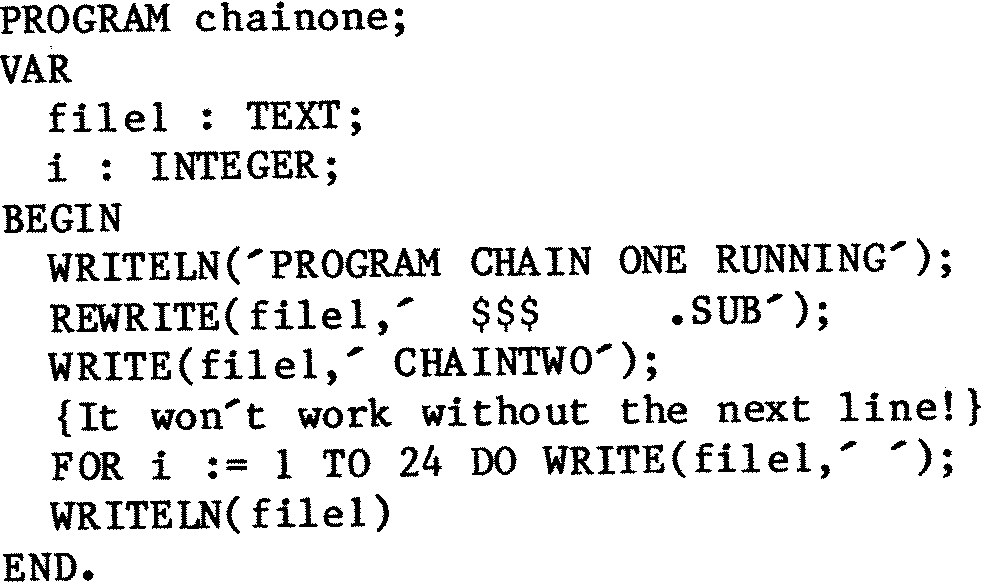 PROGRAM chainone;
VAR
  file1 : TEXT;
  i : INTEGER;
BEGIN
  WRITELN(´PROGRAM CHAIN ONE RUNNING´);
  REWRITE(file1,´  $$$     .SUB´);
  WRITE(file1,´ CHAINTWO´);
  {It won´t work without the next line!}
  FOR i := 1 TO 24 DO WRITE(file1,´ ´);
  WRITELN(file1)
END.